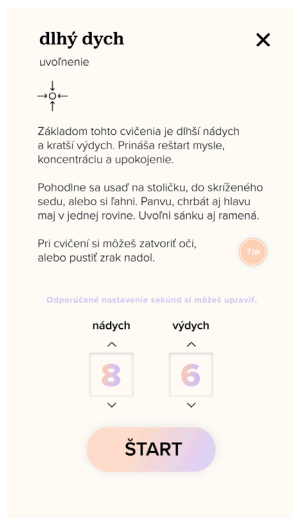 dlhý dych
uvoľnenie
Základom tohto cvičenia je dlhší nádych
a kratší výdych. Prináša reštart mysle,
koncentráciu a upokojenie.
Pohodlne sa usaď na stoličku, do skríženého
sedu, alebo si ľahni. Panvu, chrbát aj hlavu
maj v jednej rovine. Uvoľni sánku aj ramená.
Pri cvičení si môžeš zatvoriť oči,
alebo pustiť zrak nadol.
TIP
Odporúčané nastavenie sekúnd si môžeš upraviť.
nádych výdych
8 6
ŠTART